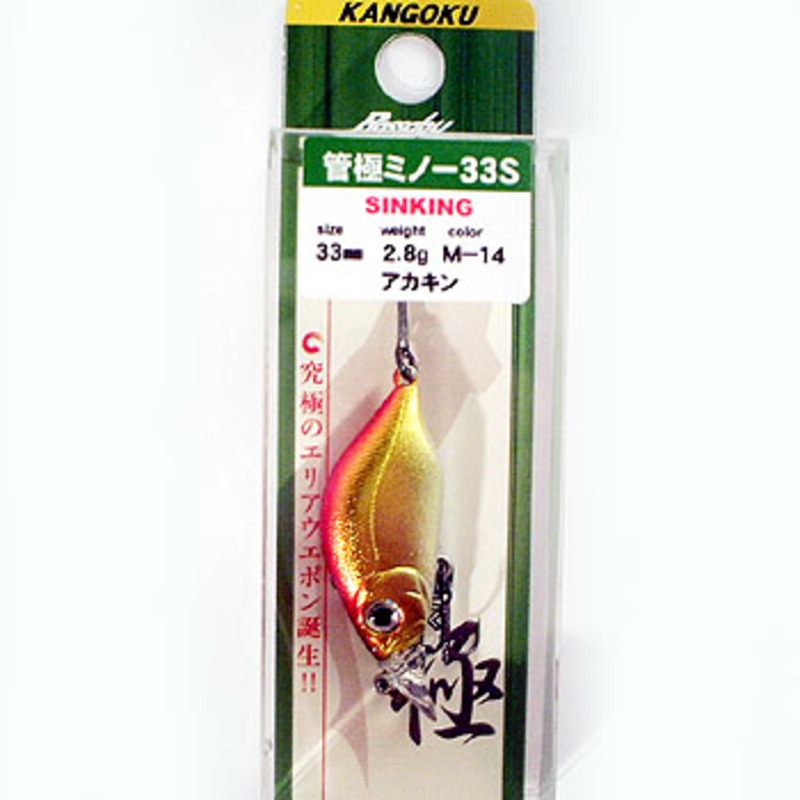 KANGOKU
管極ミノー33S
SINKING
size weight color
33mm 2.8g M-14
アカキン
究極のエリアウエポン誕生!!
極